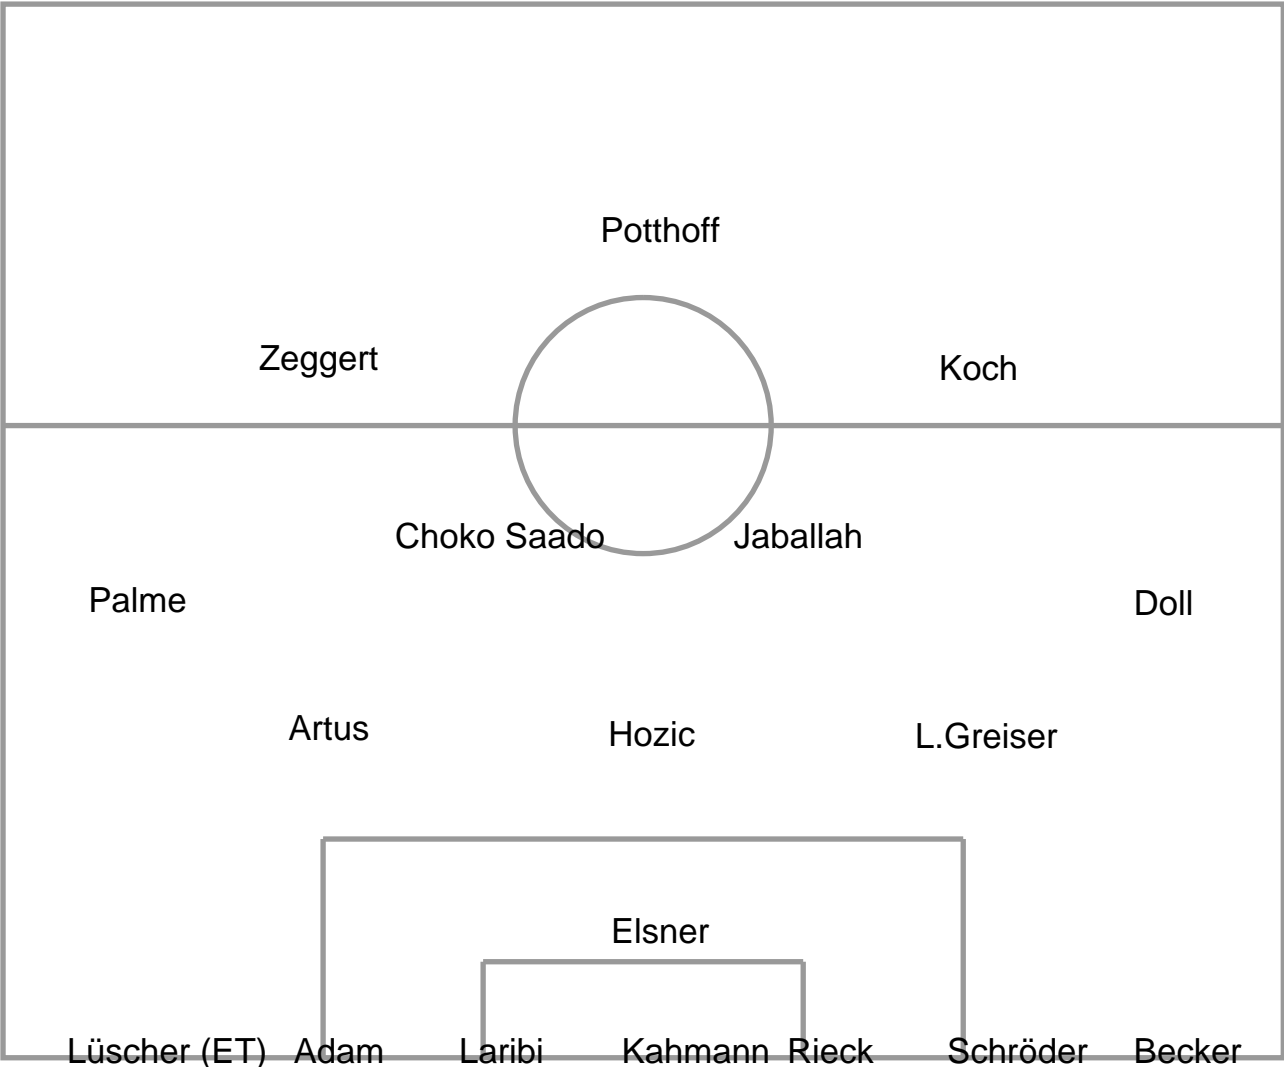 Potthoff
Zeggert
Koch
Choko Saado
Jaballah
Palme
Doll
Artus
Hozic
L.Greiser
Elsner
Lüscher (ET) Adam Laribi Kahmann Rieck Schröder Becker